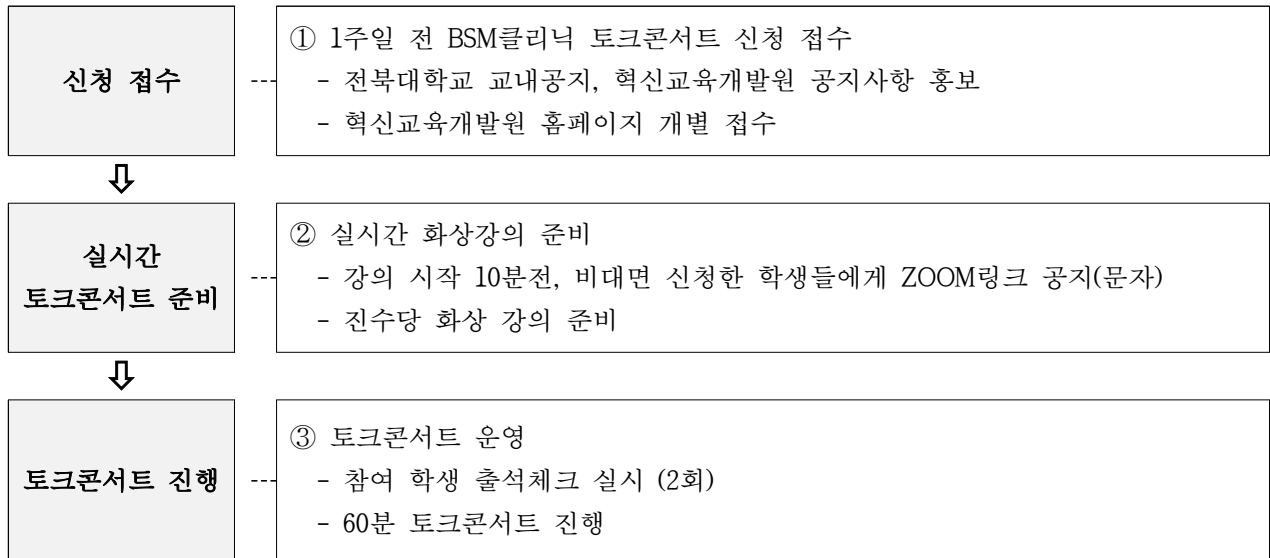 신청 접수
① 1주일 전 BSM클리닉 토크콘서트 신청 접수
- 전북대학교 교내공지, 혁신교육개발원 공지사항 홍보
- 혁신교육개발원 홈페이지 개별 접수
실시간
토크콘서트 준비
② 실시간 화상강의 준비
- 강의 시작 10분전, 비대면 신청한 학생들에게 ZOOM링크 공지(문자)
- 진수당 화상 강의 준비
토크콘서트 진행
③ 토크콘서트 운영
- 참여 학생 출석체크 실시 (2회)
- 60분 토크콘서트 진행